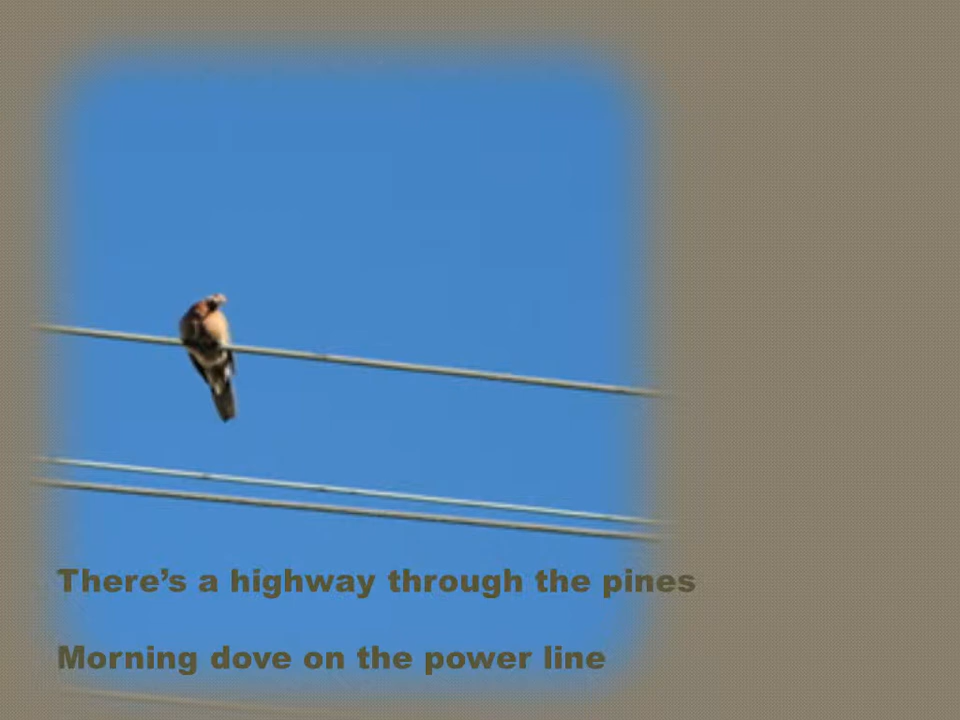 There’s a highway through the pines
Morning dove on the power line